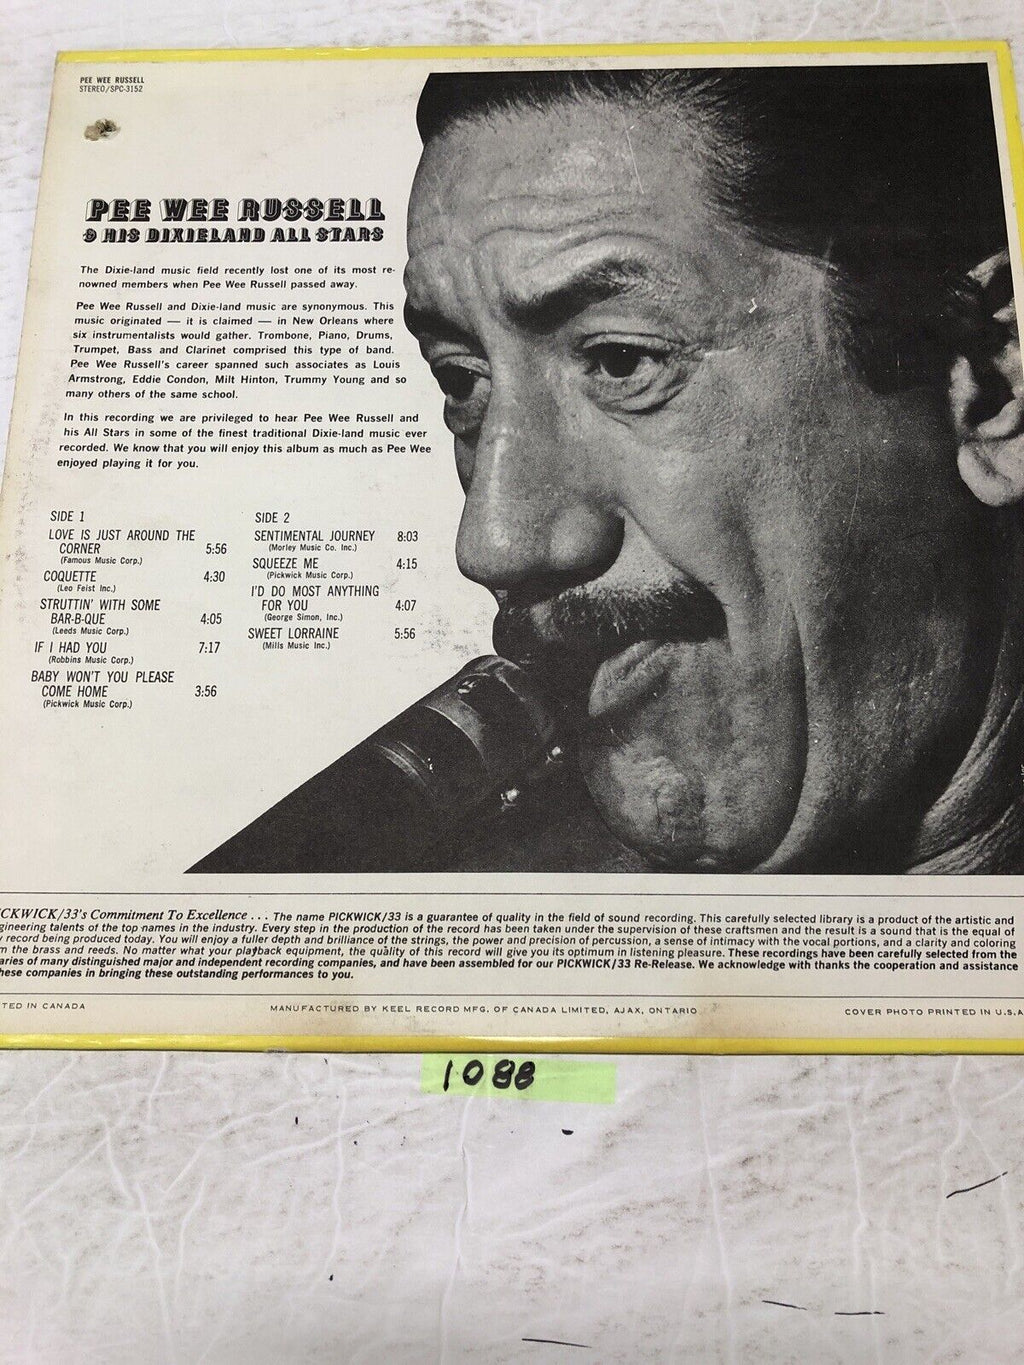 PEE WEE RUSSELL
STEREO/SPC-3152
PEE WEE RUSSELL
& HIS DIXIELAND ALL STARS
The Dixie-land music field recently lost one of its most re-
nowned members when Pee Wee Russell passed away.
Pee Wee Russell and Dixie-land music are synonymous. This
music originated — it is claimed — in New Orleans where
six instrumentalists would gather. Trombone, Piano, Drums,
Trumpet, Bass and Clarinet comprised this type of band.
Pee Wee Russell's career spanned such associates as Louis
Armstrong, Eddie Condon, Milt Hinton, Trummy Young and so
many others of the same school.
In this recording we are privileged to hear Pee Wee Russell and
his All Stars in some of the finest traditional Dixie-land music ever
recorded. We know that you will enjoy this album as much as Pee Wee
enjoyed playing it for you.
SIDE 1
LOVE IS JUST AROUND THE
CORNER 5:56
(Famous Music Corp.)
COQUETTE 4:30
(Leo Feist Inc.)
STRUTTIN' WITH SOME
BAR-B-QUE 4:05
(Leeds Music Corp.)
IF I HAD YOU 7:17
(Robbins Music Corp.)
BABY WON'T YOU PLEASE
COME HOME 3:56
(Pickwick Music Corp.)
SIDE 2
SENTIMENTAL JOURNEY 8:03
(Morley Music Co. Inc.)
SQUEEZE ME 4:15
(Pickwick Music Corp.)
I'D DO MOST ANYTHING
FOR YOU 4:07
(George Simon, Inc.)
SWEET LORRAINE 5:56
(Mills Music Inc.)
ICKWICK/33's Commitment To Excellence . . . The name PICKWICK/33 is a guarantee of quality in the field of sound recording. This carefully selected library is a product of the artistic and
gineering talents of the top names in the industry. Every step in the production of the record has been taken under the supervision of these craftsmen and the result is a sound that is the equal of
y record being produced today. You will enjoy a fuller depth and brilliance of the strings, the power and precision of percussion, a sense of intimacy with the vocal portions, and a clarity and coloring
n the brass and reeds. No matter what your playback equipment, the quality of this record will give you its optimum in listening pleasure. These recordings have been carefully selected from the
aries of many distinguished major and independent recording companies, and have been assembled for our PICKWICK/33 Re-Release. We acknowledge with thanks the cooperation and assistance
hese companies in bringing these outstanding performances to you.
TED IN CANADA
MANUFACTURED BY KEEL RECORD MFG. OF CANADA LIMITED, AJAX, ONTARIO
COVER PHOTO PRINTED IN U.S.A
1088